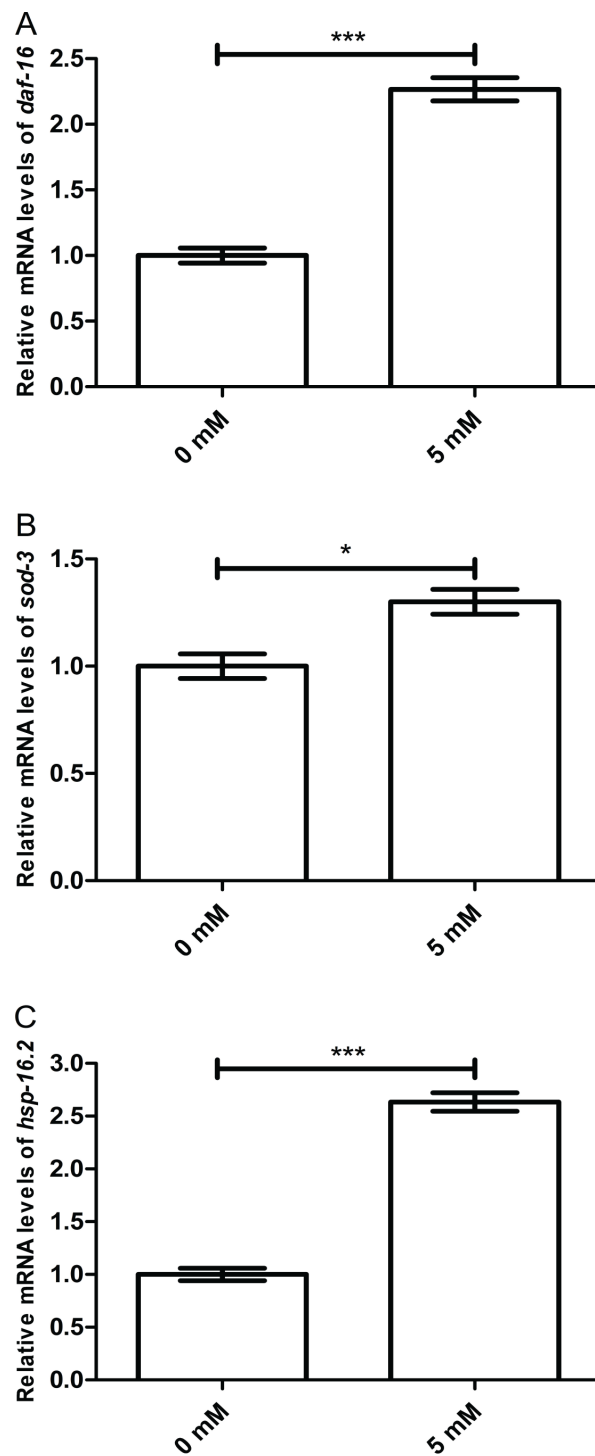 A
***
Relative mRNA levels of daf-16
2.5
2.0
1.5
1.0
0.5
0.0
0 mM
5 mM
B
*
Relative mRNA levels of sod-3
1.5
1.0
0.5
0.0
0 mM
5 mM
C
***
Relative mRNA levels of hsp-16.2
3.0
2.5
2.0
1.5
1.0
0.5
0.0
0 mM
5 mM